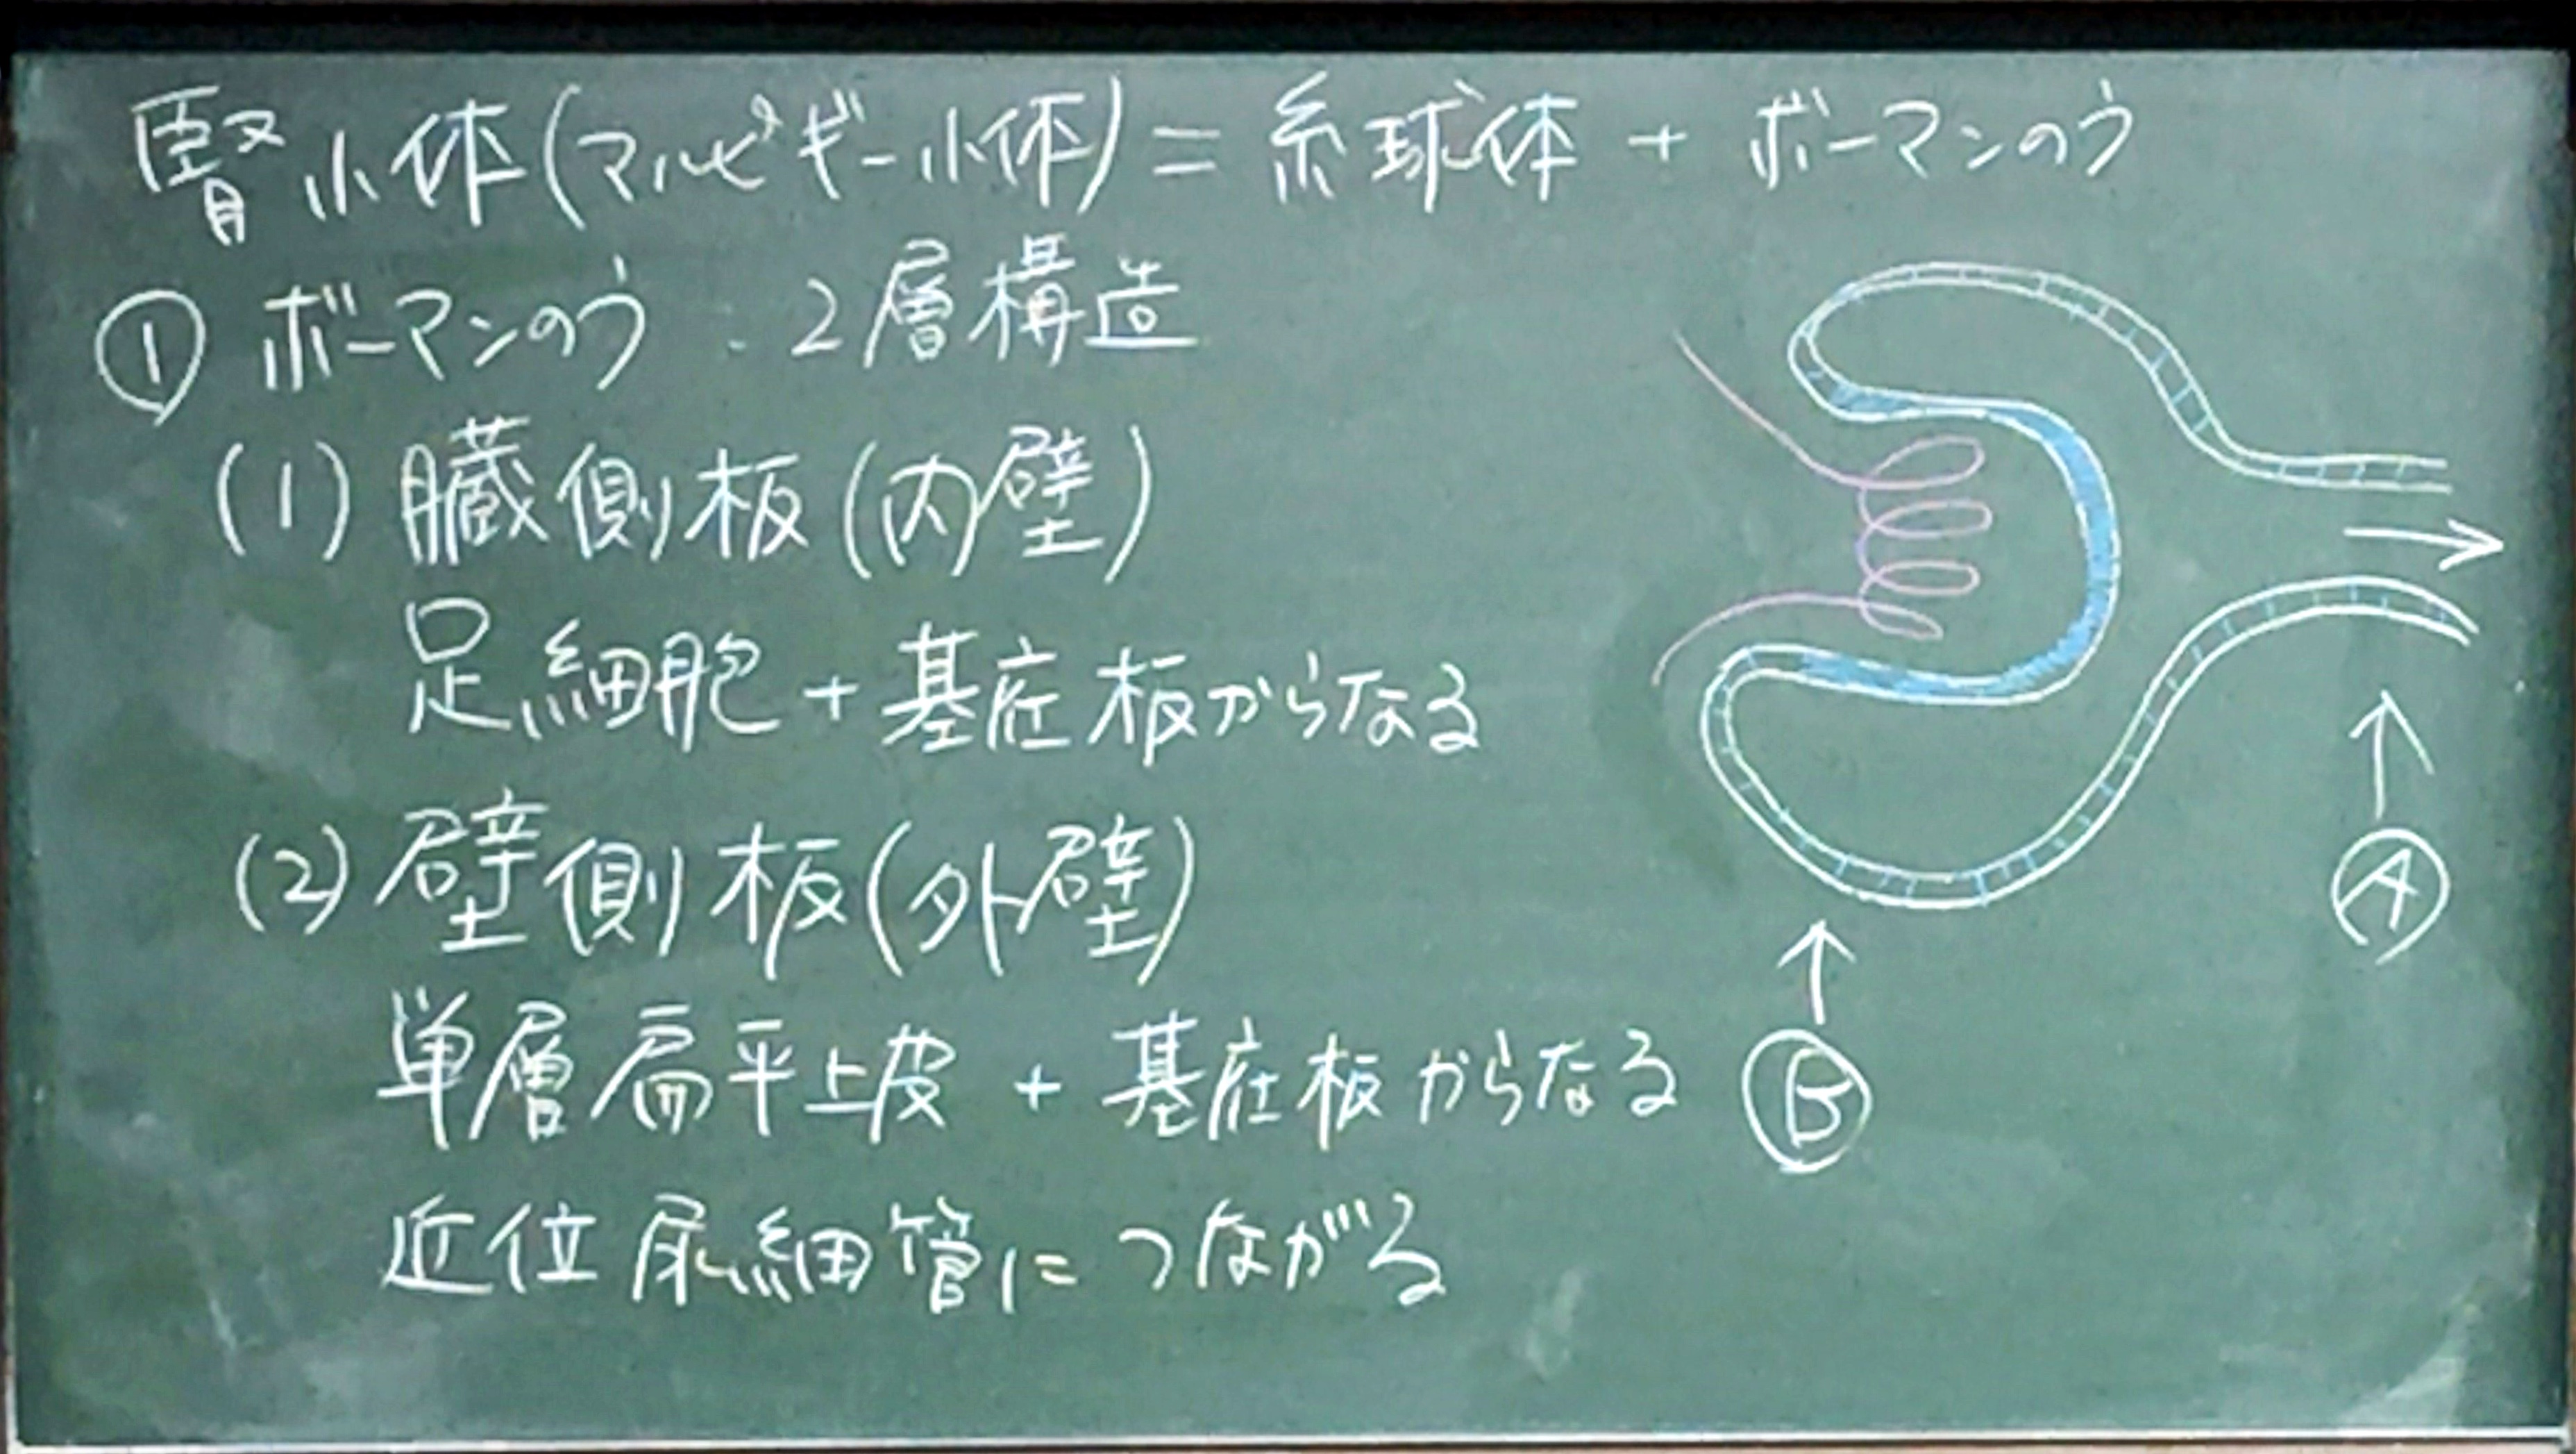 腎小体(マルピギー小体)=糸球体+ボーマンのう
① ボーマンのう . 2層構造
(1) 臓側板(内壁)
足細胞+基底板からなる
(2) 壁側板(外壁)
単層扁平上皮+基底板からなる
近位尿細管につながる
Ⓐ
Ⓑ